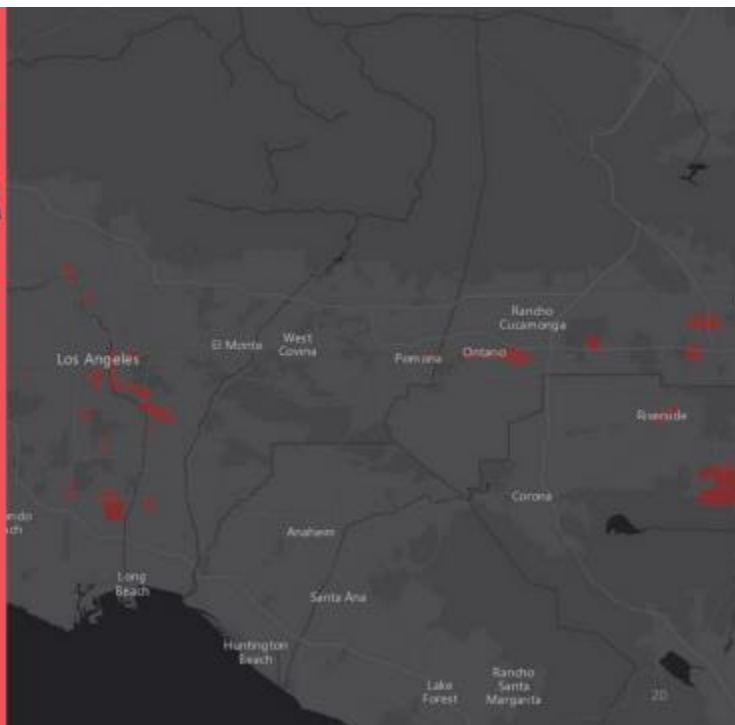 Rancho
Cucamonga
El Monte
West
Covina
Los Angeles
Pomona
Ontario
Riverside
Corona
Anaheim
Long
Beach
Santa Ana
Huntington
Beach
Lake
Forest
Rancho
Santa
Margarita
20